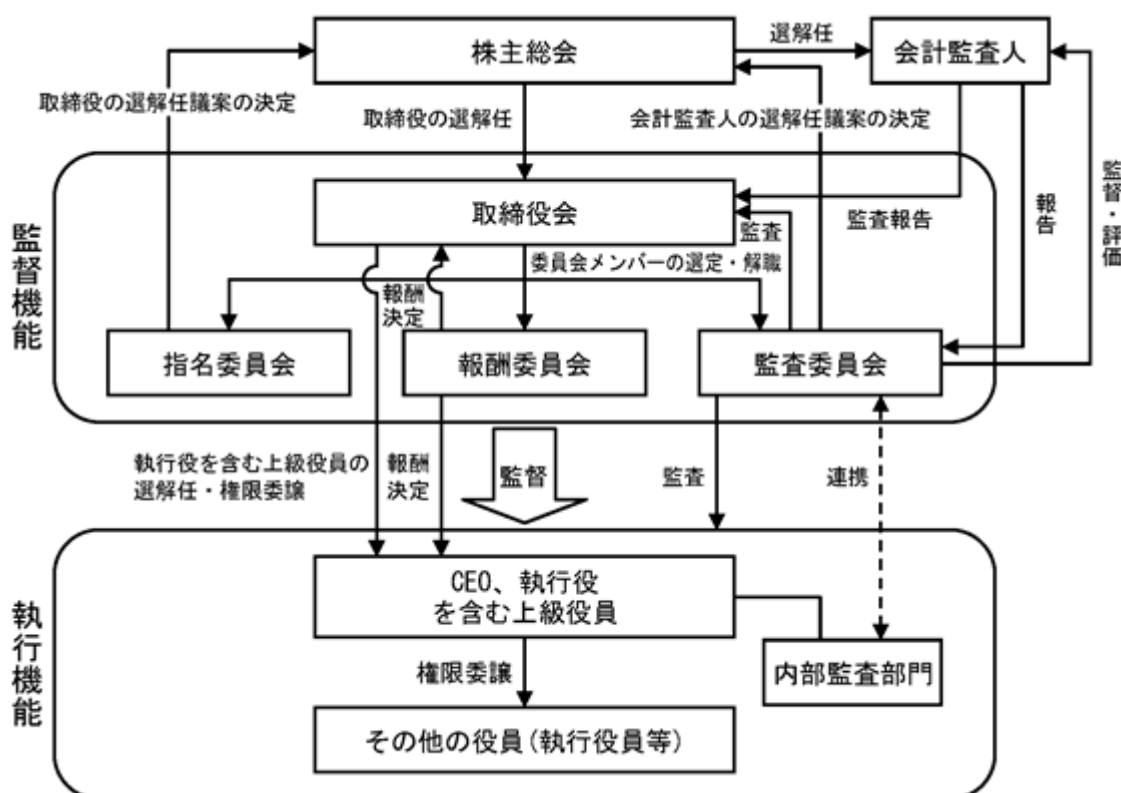 株主総会
選解任
会計監査人
取締役の選解任議案の決定
取締役の選解任
会計監査人の選解任議案の決定
監督機能
取締役会
監査
監査報告
報告
監督・評価
委員会メンバーの選定・解職
報酬
決定
指名委員会
報酬委員会
監査委員会
執行役を含む上級役員の
選解任・権限委譲
報酬
決定
監督
監査
連携
執行機能
CEO、執行役
を含む上級役員
権限委譲
内部監査部門
その他の役員(執行役員等)